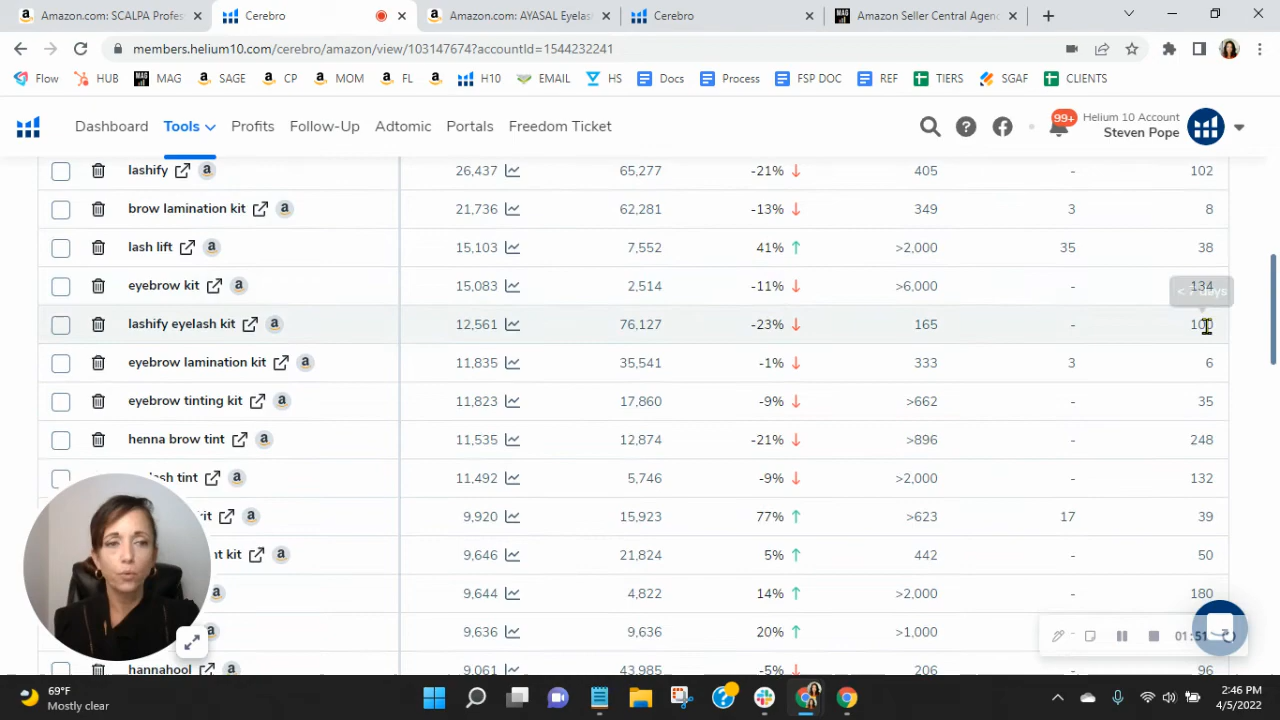 Amazon.com: SCALPA Profes
Cerebro
Amazon.com: AYASAL Eyelas
Cerebro
Amazon Seller Central Agenc
members.helium10.com/cerebro/amazon/view/103147674?accountId=1544232241
Flow HUB MAG SAGE CP MOM FL H10 EMAIL HS Docs Process FSP DOC REF TIERS SGAF CLIENTS
Dashboard Tools Profits Follow-Up Adtomic Portals Freedom Ticket 99+ Helium 10 Account
Steven Pope
lashify 26,437 65,277 -21% 405 - 102
brow lamination kit 21,736 62,281 -13% 349 3 8
lash lift 15,103 7,552 41% >2,000 35 38
eyebrow kit 15,083 2,514 -11% >6,000 - 134
lashify eyelash kit 12,561 76,127 -23% 165 - 100
eyebrow lamination kit 11,835 35,541 -1% 333 3 6
eyebrow tinting kit 11,823 17,860 -9% >662 - 35
henna brow tint 11,535 12,874 -21% >896 - 248
tint 11,492 5,746 -9% >2,000 - 132
9,920 15,923 77% >623 17 39
kit 9,646 21,824 5% 442 - 50
9,644 4,822 14% >2,000 - 180
9,636 9,636 20% >1,000
01:51
hannahool 9,061 43,985 -5% 206 - 96
69°F
Mostly clear
2:46 PM
4/5/2022